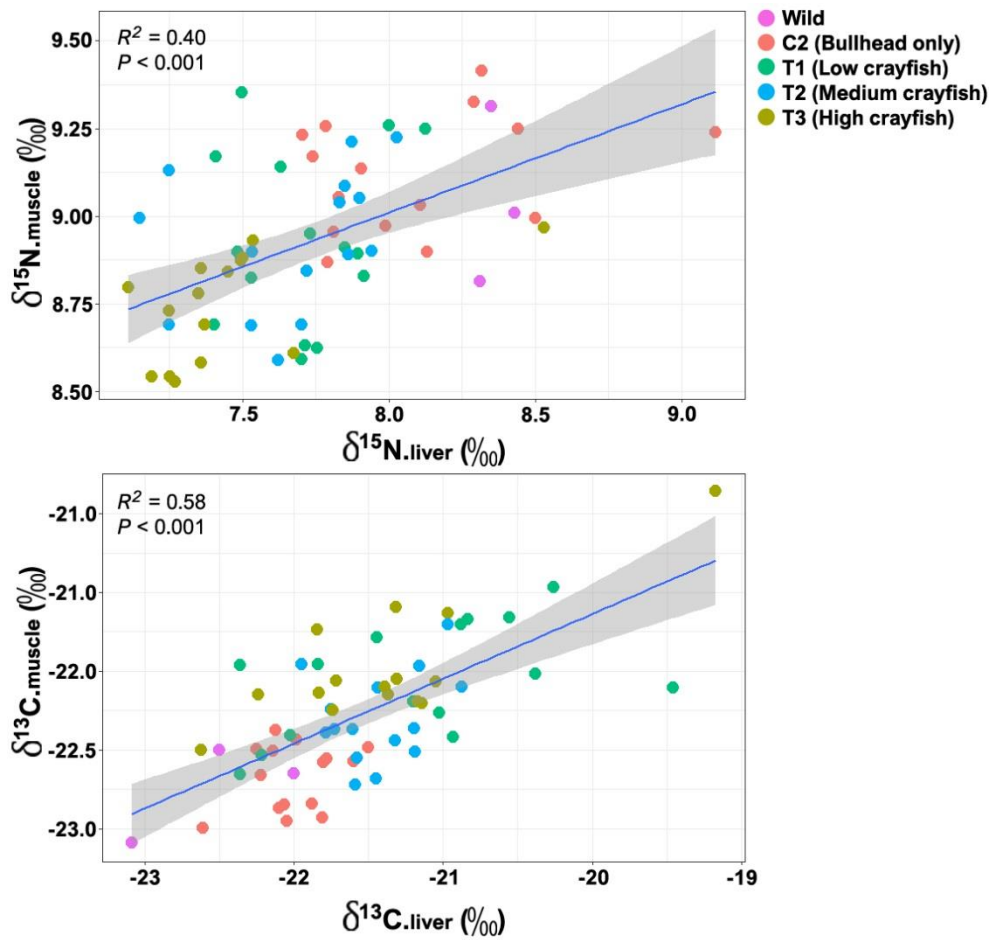 R² = 0.40
P < 0.001
9.50
9.25
9.00
8.75
8.50
δ¹⁵N.muscle (‰)
7.5 8.0 8.5 9.0
δ¹⁵N.liver (‰)
Wild
C2 (Bullhead only)
T1 (Low crayfish)
T2 (Medium crayfish)
T3 (High crayfish)
R² = 0.58
P < 0.001
-21.0
-21.0
-22.0
-22.5
-23.0
δ¹³C.muscle (‰)
-23 -22 -21 -20 -19
δ¹³C.liver (‰)